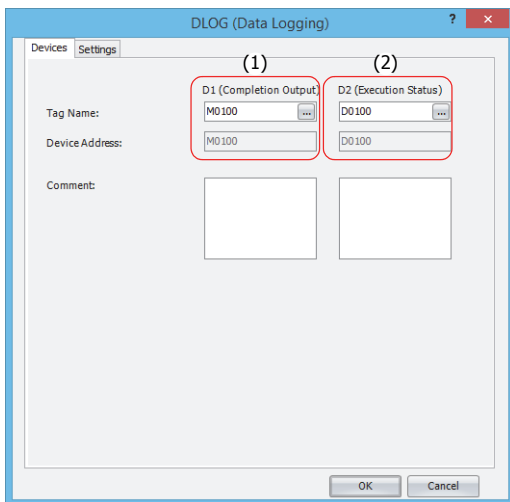 DLOG (Data Logging)
? ×
Devices Settings
(1) (2)
D1 (Completion Output) D2 (Execution Status)
Tag Name: M0100 ... D0100 ...
Device Address: M0100 D0100
Comment:
OK Cancel